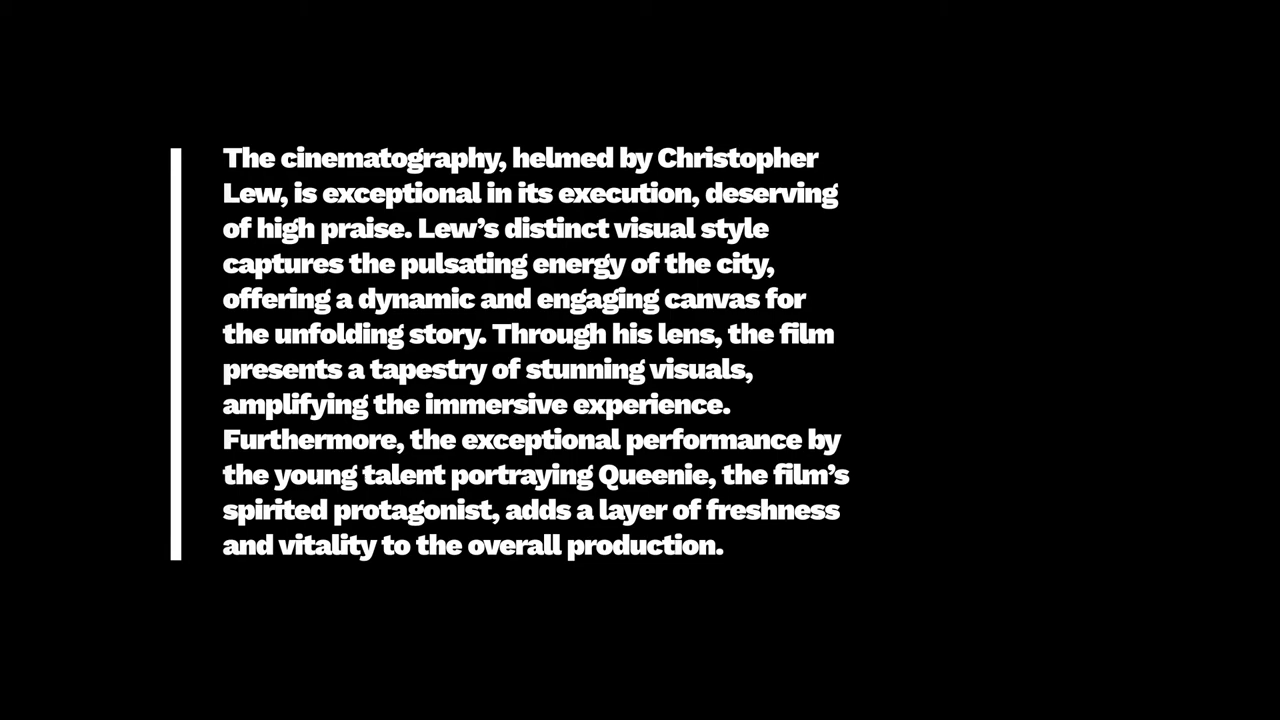 The cinematography, helmed by Christopher
Lew, is exceptional in its execution, deserving
of high praise. Lew’s distinct visual style
captures the pulsating energy of the city,
offering a dynamic and engaging canvas for
the unfolding story. Through his lens, the film
presents a tapestry of stunning visuals,
amplifying the immersive experience.
Furthermore, the exceptional performance by
the young talent portraying Queenie, the film’s
spirited protagonist, adds a layer of freshness
and vitality to the overall production.